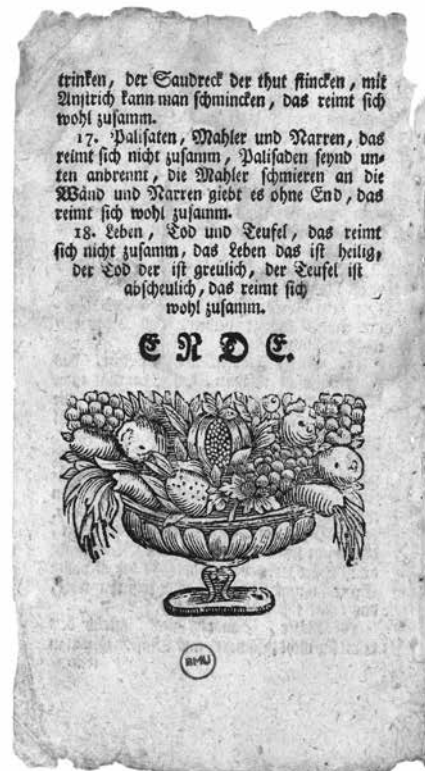 trinken, der Saudreck der thut stincken, mit
Anstrich kann man schmincken, das reimt sich
wohl zusamm.
17. Palisaten, Mahler und Narren, das
reimt sich nicht zusamm, Palisaden seynd un=
ten anbrennt, die Mahler schmieren an die
Wänd und Narren giebt es ohne End, das
reimt sich wohl zusamm.
18. Leben, Tod und Teufel, das reimt
sich nicht zusamm, das Leben das ist heilig,
der Tod der ist greulich, der Teufel ist
abscheulich, das reimt sich
wohl zusamm.
ENDE.
BMU